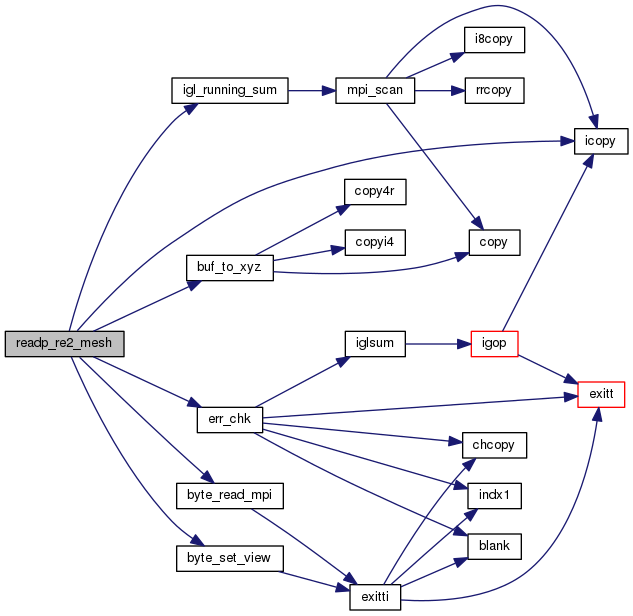 i8copy
igl_running_sum
mpi_scan
rrcopy
icopy
copy4r
copyi4
copy
buf_to_xyz
readp_re2_mesh
iglsum
igop
exitt
err_chk
chcopy
byte_read_mpi
indx1
blank
byte_set_view
exitti